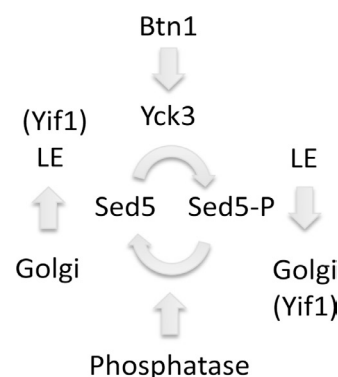 Btn1
Yck3
(Yif1)
LE
LE
Sed5
Sed5-P
Golgi
Golgi
(Yif1)
Phosphatase